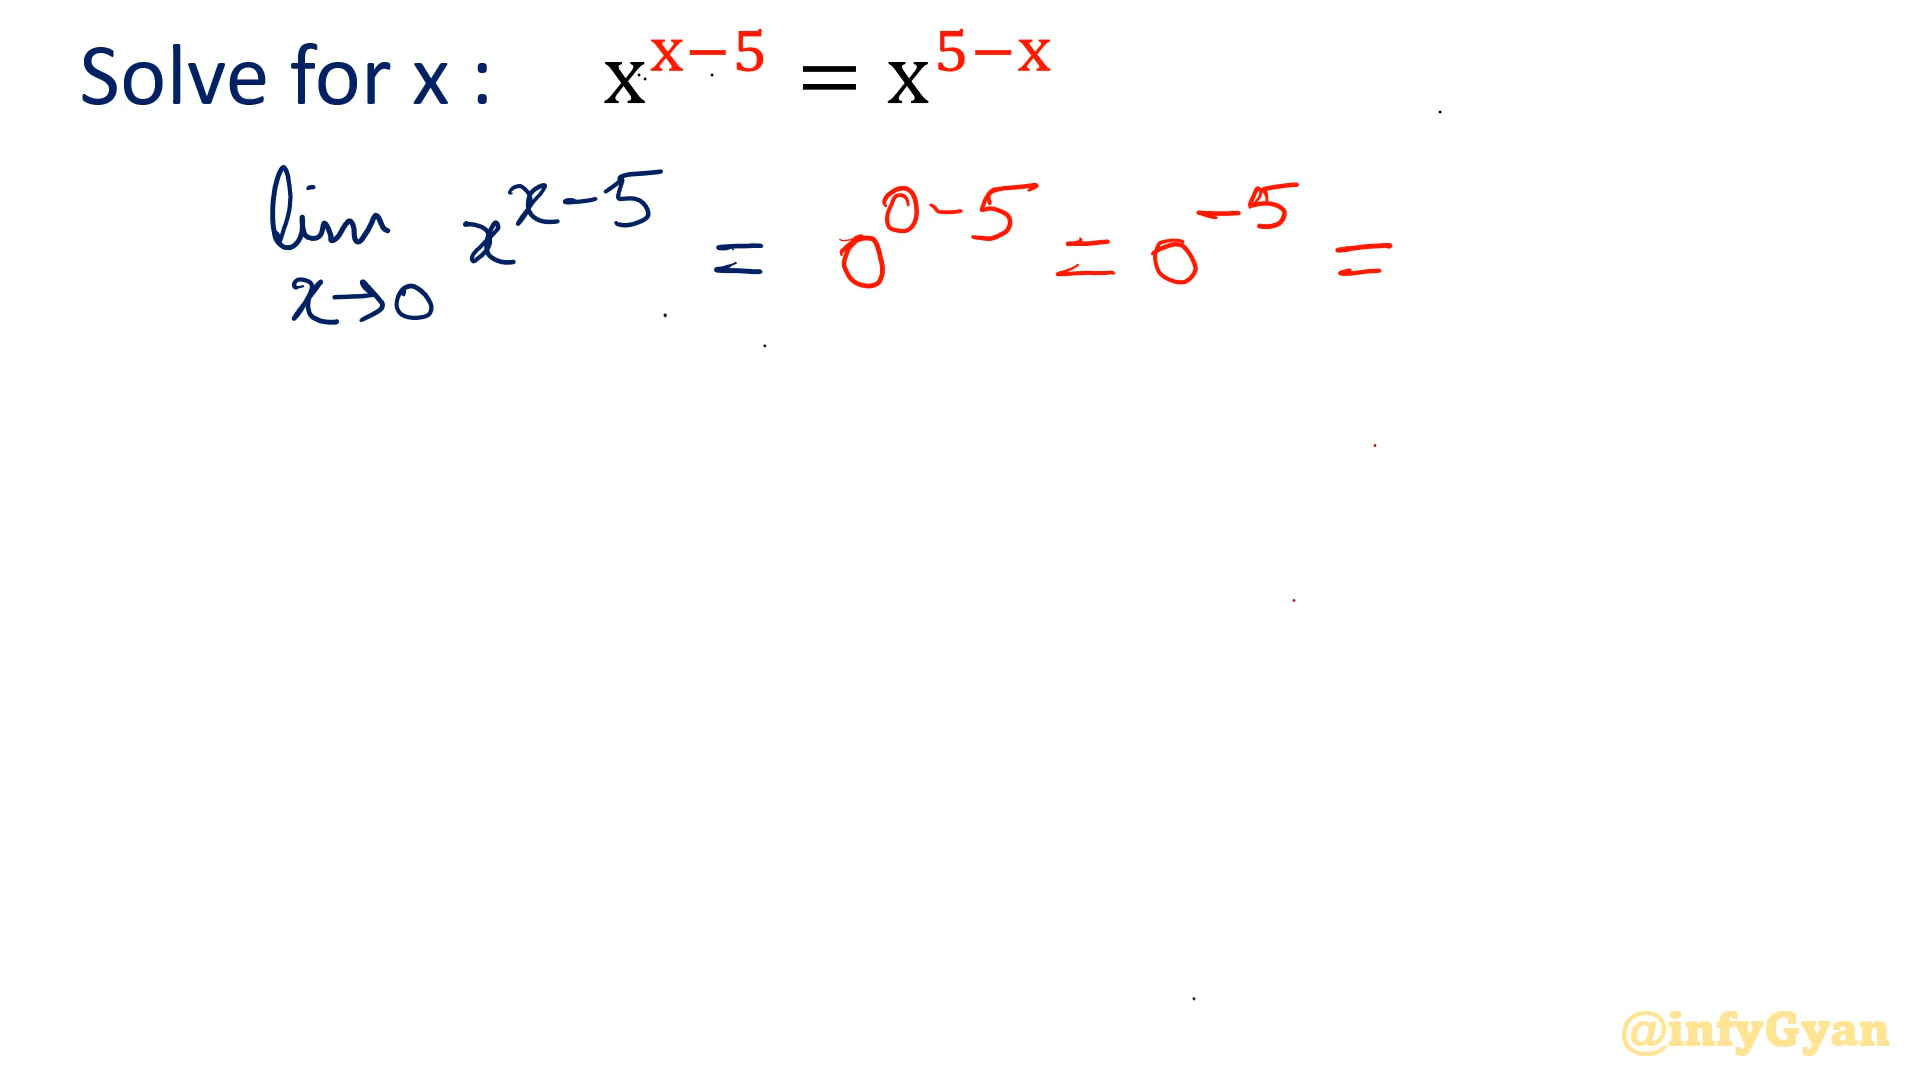 Solve for x : x^{x−5} = x^{5−x}
lim x→0 x^{x−5} = 0^{0−5} = 0^{−5} =
@infyGyan